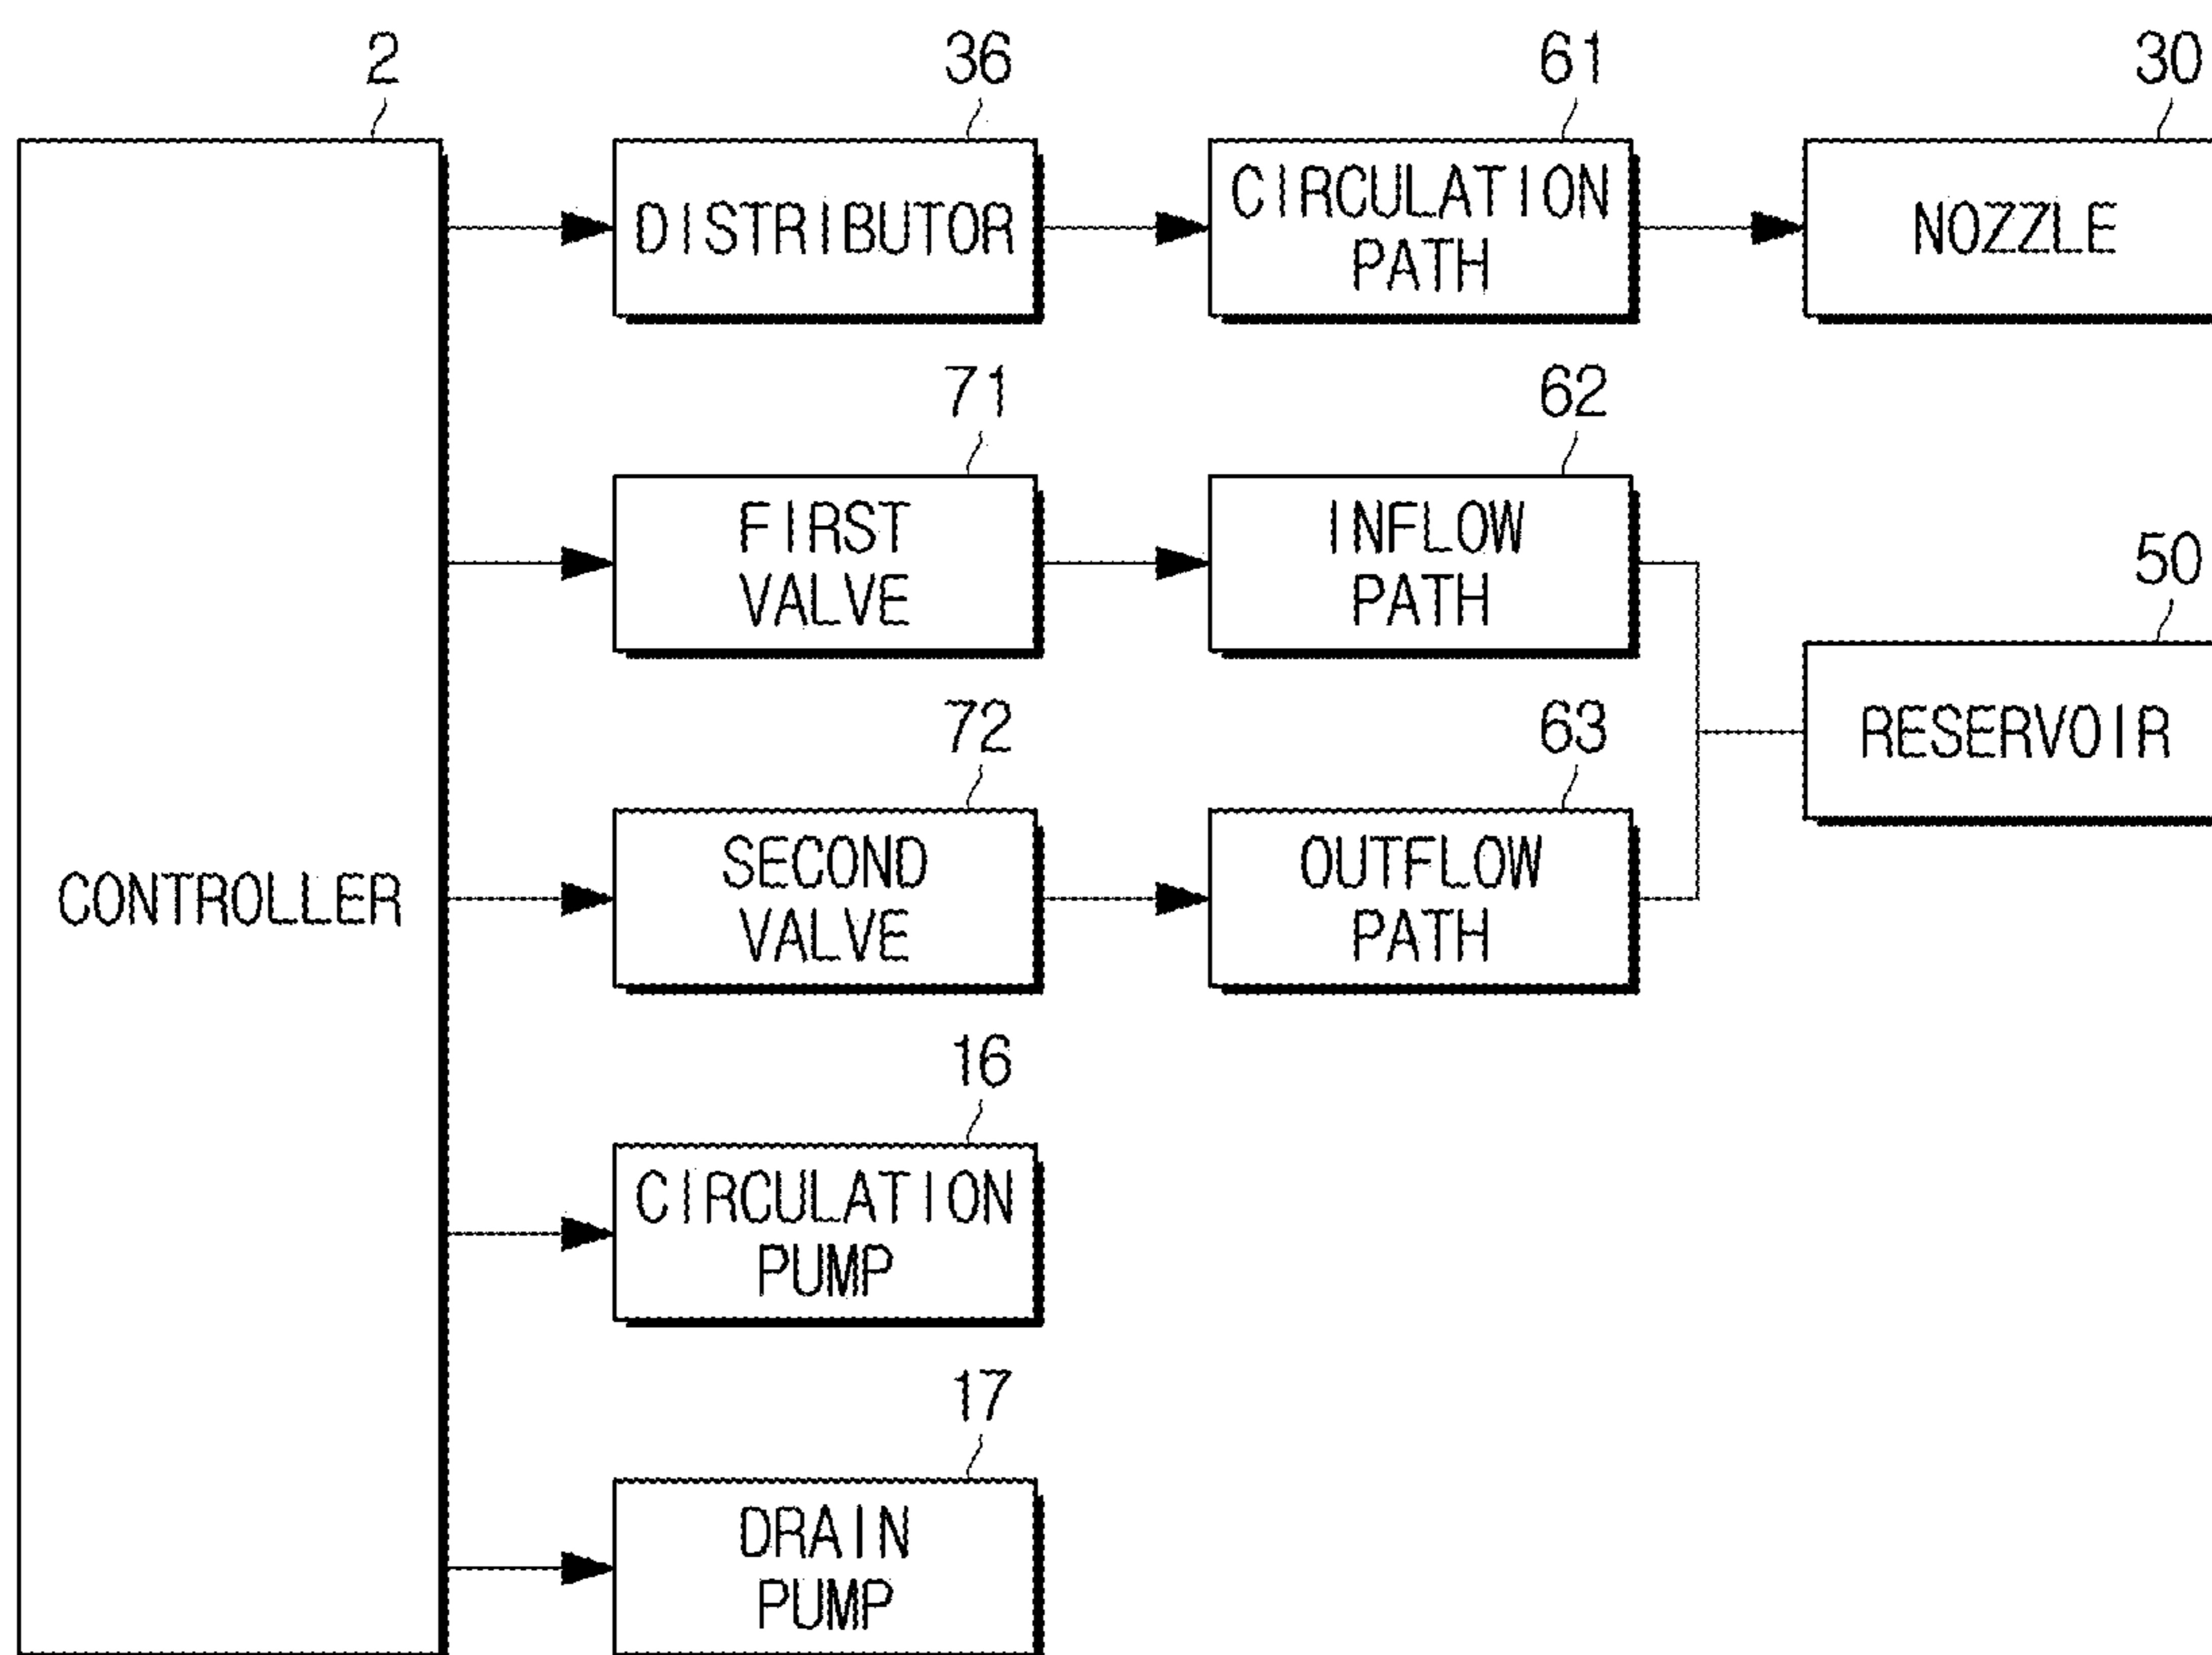 2
36
61
30
DISTRIBUTOR
CIRCULATION
PATH
NOZZLE
71
62
FIRST
VALVE
INFLOW
PATH
50
RESERVOIR
72
63
SECOND
VALVE
OUTFLOW
PATH
CONTROLLER
16
CIRCULATION
PUMP
17
DRAIN
PUMP